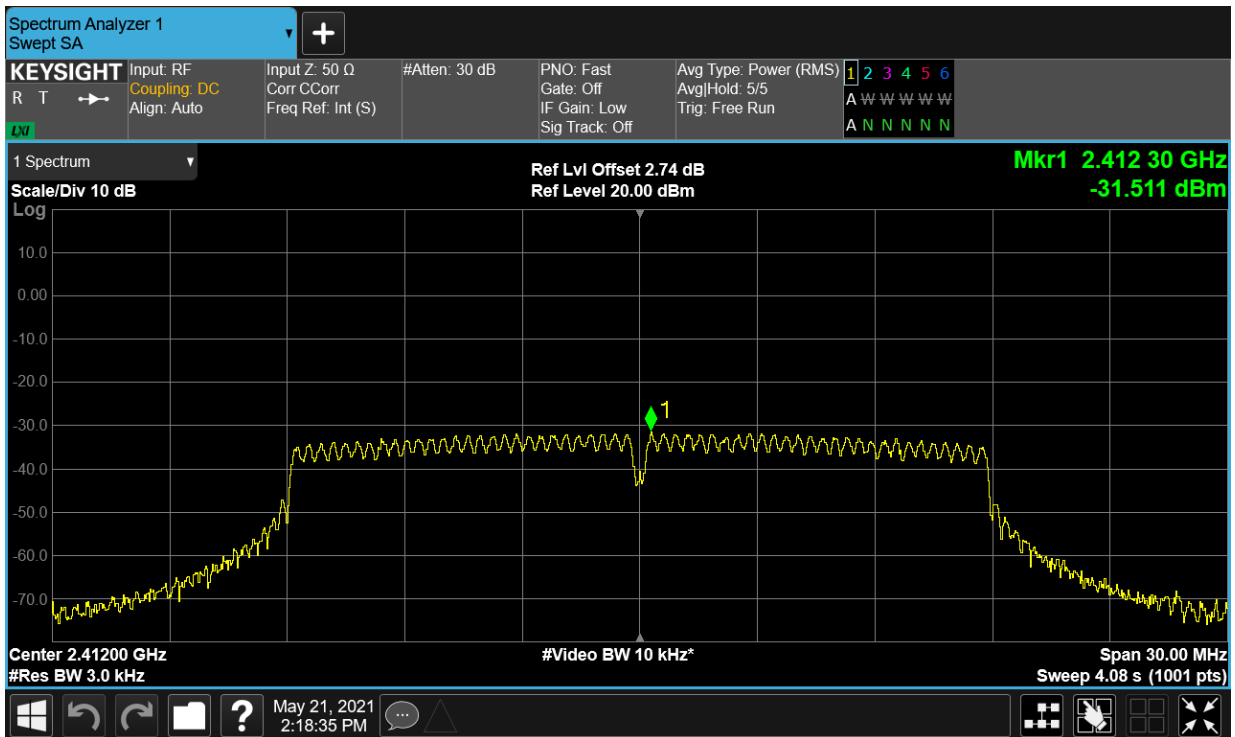 Spectrum Analyzer 1
Swept SA
▼
+
KEYSIGHT
R T
LXI
Input: RF
Coupling: DC
Align: Auto
Input Z: 50 Ω
Corr CCorr
Freq Ref: Int (S)
#Atten: 30 dB
PNO: Fast
Gate: Off
IF Gain: Low
Sig Track: Off
Avg Type: Power (RMS)
Avg|Hold: 5/5
Trig: Free Run
1 2 3 4 5 6
A W W W W W
A N N N N N
1 Spectrum ▼
Scale/Div 10 dB
Log
Ref Lvl Offset 2.74 dB
Ref Level 20.00 dBm
Mkr1 2.412 30 GHz
-31.511 dBm
10.0
0.00
-10.0
-20.0
-30.0
-40.0
-50.0
-60.0
-70.0
1
Center 2.41200 GHz
#Res BW 3.0 kHz
#Video BW 10 kHz*
Span 30.00 MHz
Sweep 4.08 s (1001 pts)
?
May 21, 2021
2:18:35 PM
...